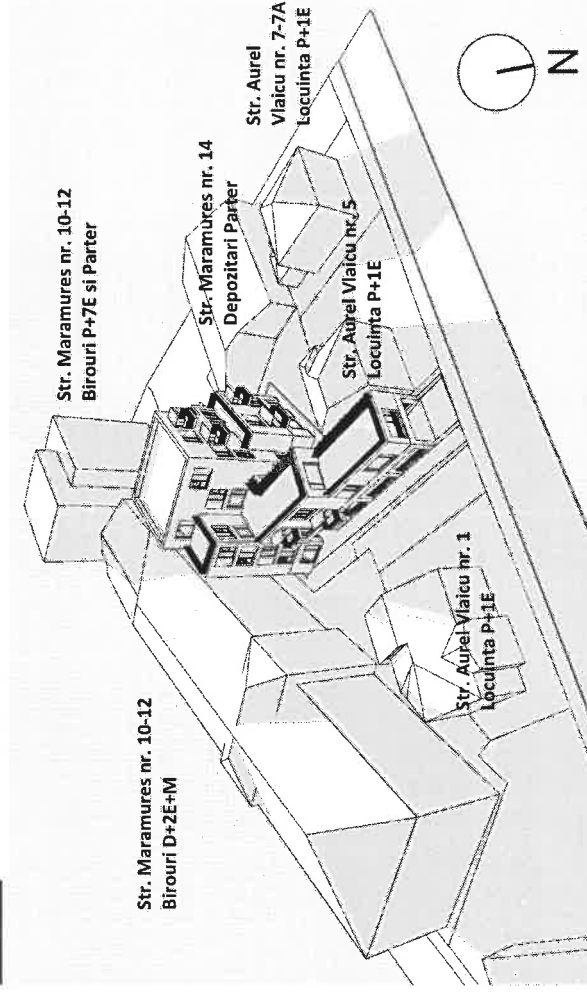 Str. Maramures nr. 10-12
Birouri P+7E si Parter
Str. Aurel
Vlaicu nr. 7-7A
Locuinta P+1E
Str. Maramures nr. 14
Depozitari Parter
Str. Aurel Vlaicu nr. 5
Locuinta P+1E
Str. Maramures nr. 10-12
Birouri D+2E+M
Str. Aurel Vlaicu nr. 1
Locuinta P+1E
N